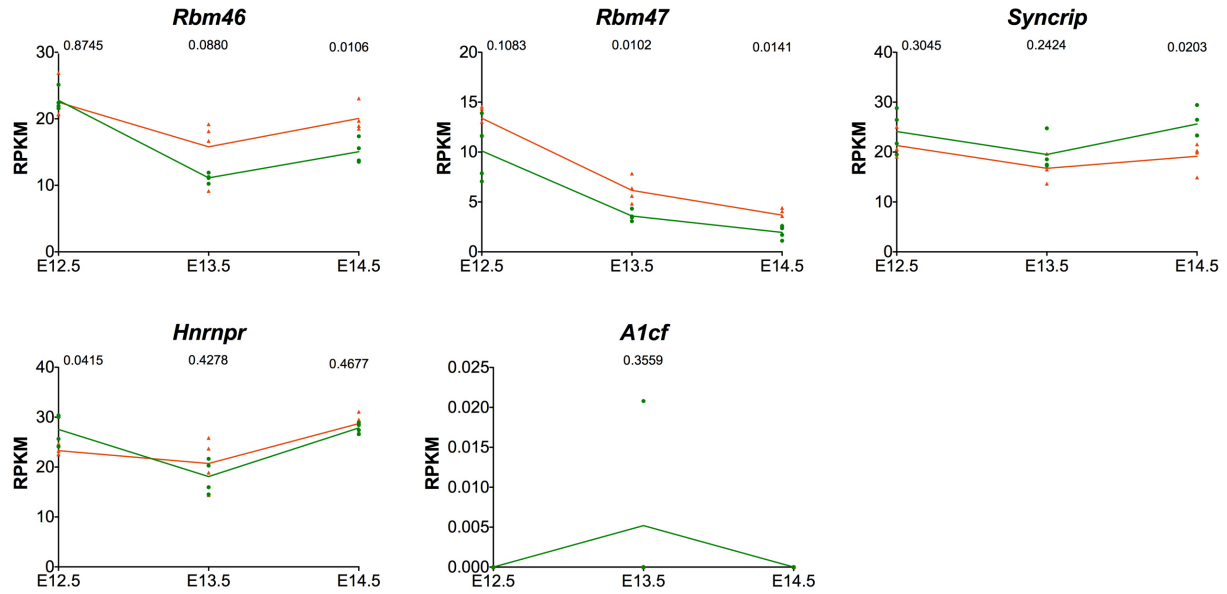 Rbm46
0.8745 0.0880 0.0106
30
20
10
0
RPKM
E12.5 E13.5 E14.5
Rbm47
0.1083 0.0102 0.0141
20
15
10
5
0
RPKM
E12.5 E13.5 E14.5
Syncrip
0.3045 0.2424 0.0203
40
30
20
10
0
RPKM
E12.5 E13.5 E14.5
Hnrnpr
0.0415 0.4278 0.4677
40
30
20
10
0
RPKM
E12.5 E13.5 E14.5
A1cf
0.3559
0.025
0.020
0.015
0.010
0.005
0.000
RPKM
E12.5 E13.5 E14.5